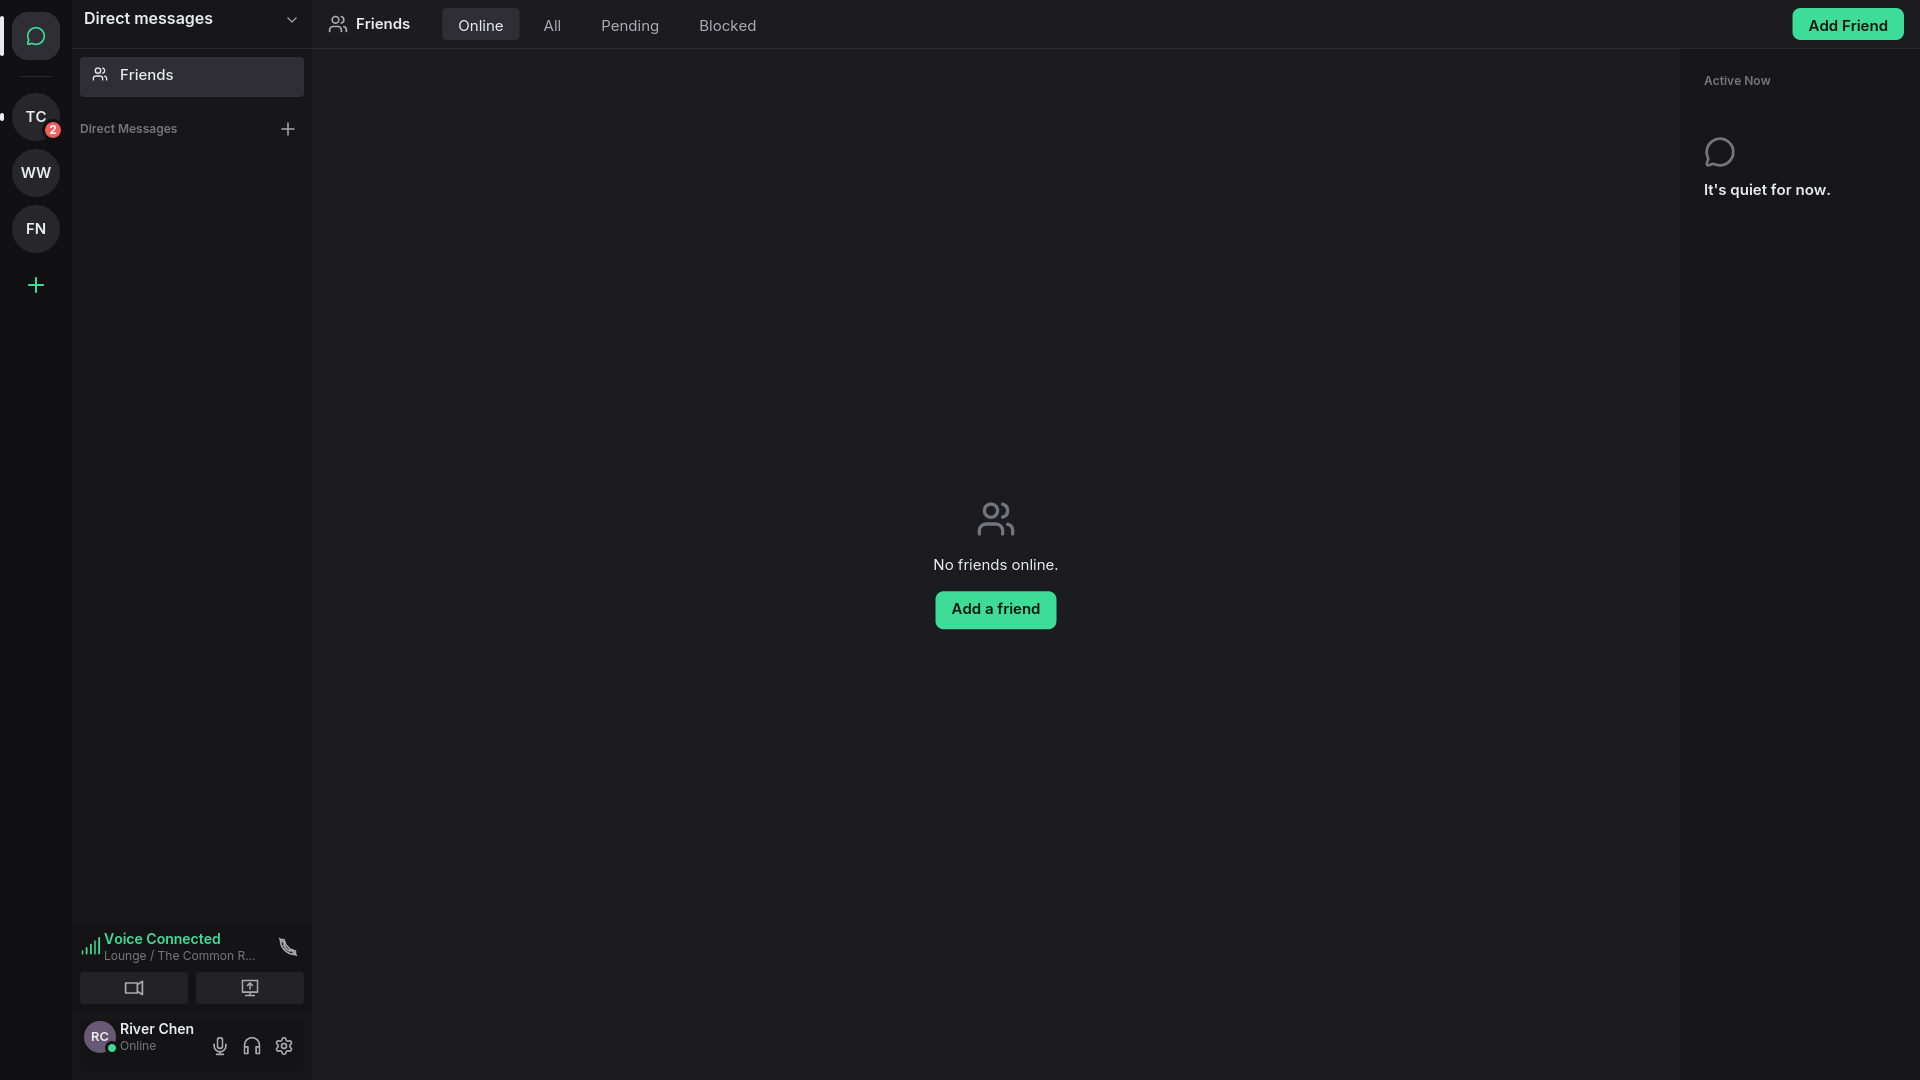 Direct messages
Friends
Online
All
Pending
Blocked
Add Friend
TC
2
WW
FN
Friends
Direct Messages
Active Now
It's quiet for now.
No friends online.
Add a friend
Voice Connected
Lounge / The Common R...
RC
River Chen
Online